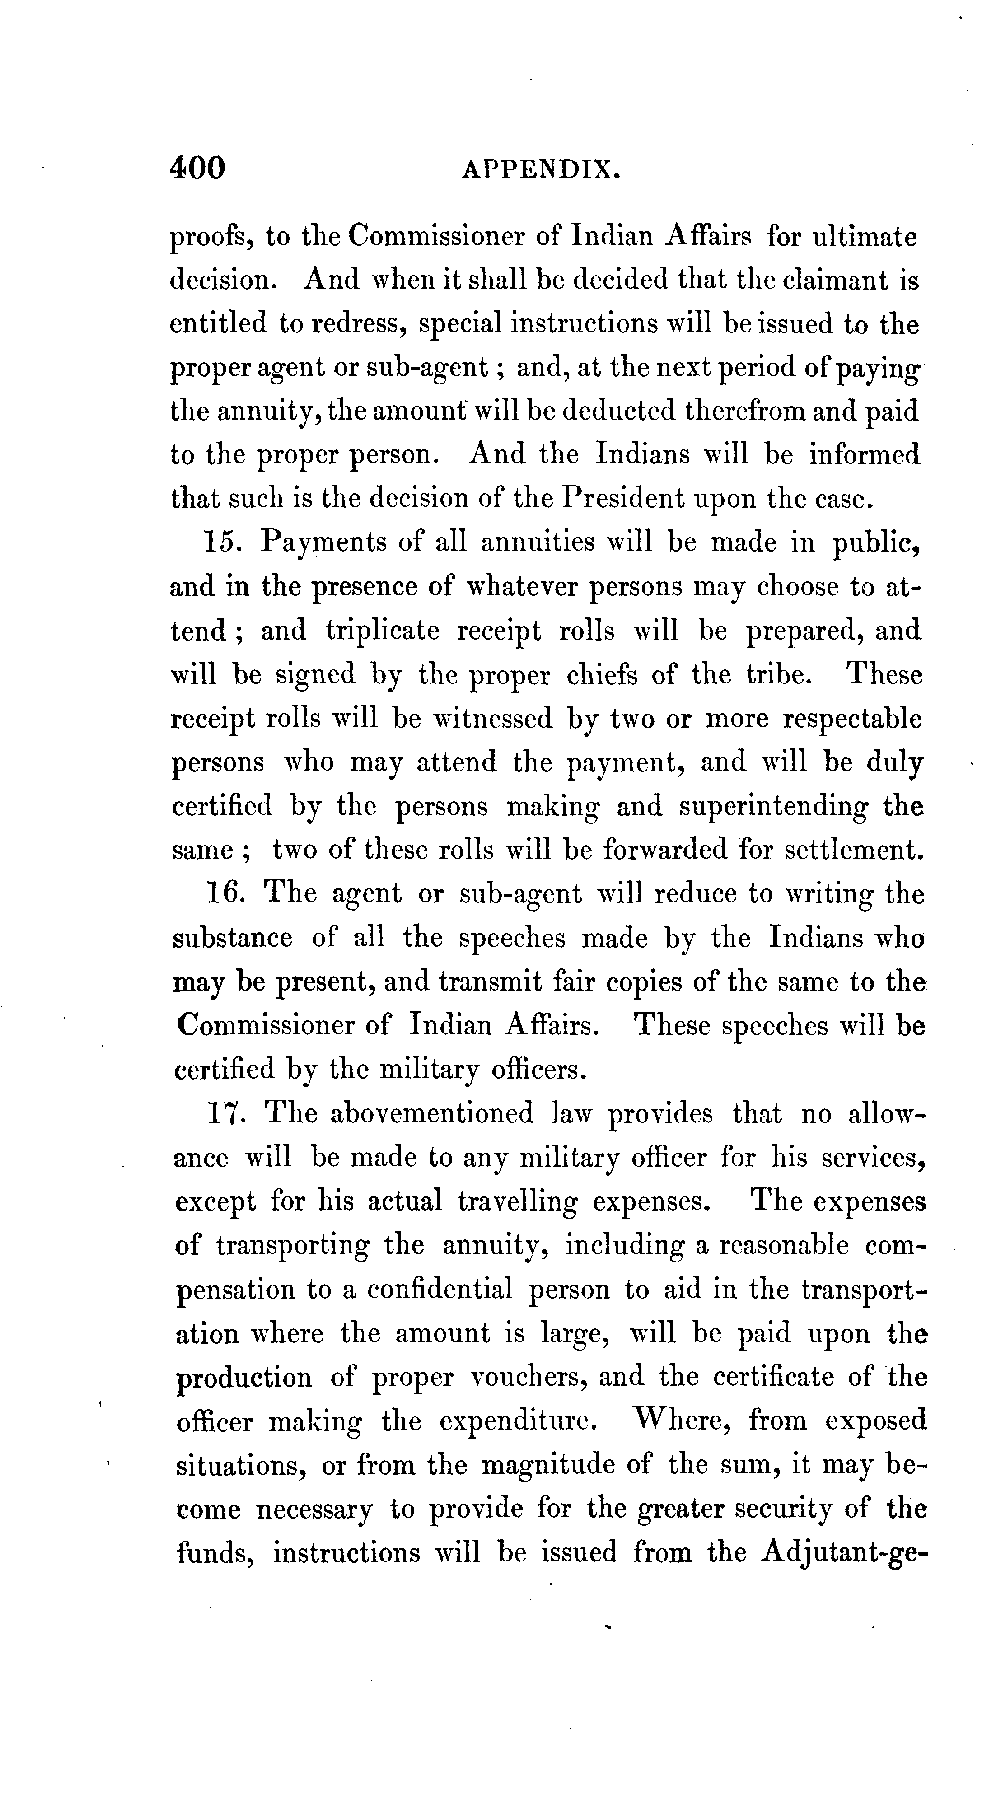 400 APPENDIX.
proofs, to the Commissioner of Indian Affairs for ultimate
decision. And when it shall be decided that the claimant is
entitled to redress, special instructions will be issued to the
proper agent or sub-agent ; and, at the next period of paying
the annuity, the amount will be deducted therefrom and paid
to the proper person. And the Indians will be informed
that such is the decision of the President upon the case.
15. Payments of all annuities will be made in public,
and in the presence of whatever persons may choose to at-
tend ; and triplicate receipt rolls will be prepared, and
will be signed by the proper chiefs of the tribe. These
receipt rolls will be witnessed by two or more respectable
persons who may attend the payment, and will be duly
certified by the persons making and superintending the
same ; two of these rolls will be forwarded for settlement.
16. The agent or sub-agent will reduce to writing the
substance of all the speeches made by the Indians who
may be present, and transmit fair copies of the same to the
Commissioner of Indian Affairs. These speeches will be
certified by the military officers.
17. The abovementioned law provides that no allow-
ance will be made to any military officer for his services,
except for his actual travelling expenses. The expenses
of transporting the annuity, including a reasonable com-
pensation to a confidential person to aid in the transport-
ation where the amount is large, will be paid upon the
production of proper vouchers, and the certificate of the
officer making the expenditure. Where, from exposed
situations, or from the magnitude of the sum, it may be-
come necessary to provide for the greater security of the
funds, instructions will be issued from the Adjutant-ge-